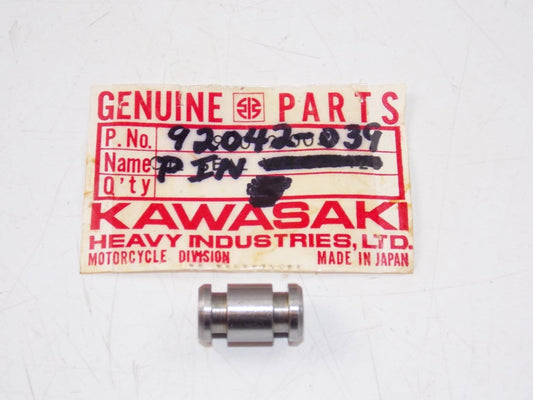 GENUINE PARTS
P. No. 92042-039
Name PIN
Q'ty
KAWASAKI
HEAVY INDUSTRIES, LTD.
MOTORCYCLE DIVISION MADE IN JAPAN